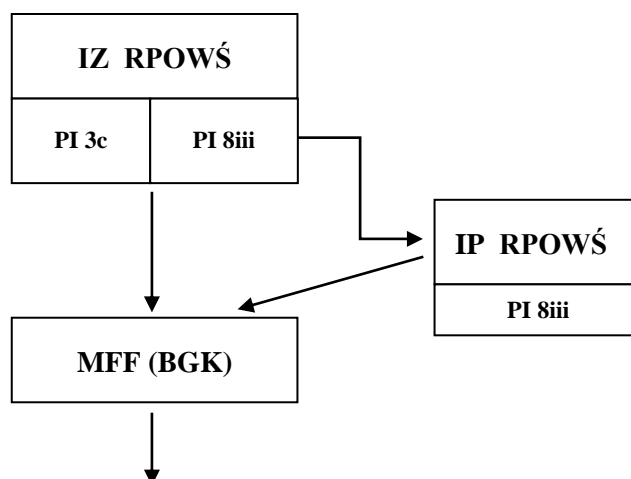 IZ RPOWŚ
PI 3c
PI 8iii
IP RPOWŚ
PI 8iii
MFF (BGK)